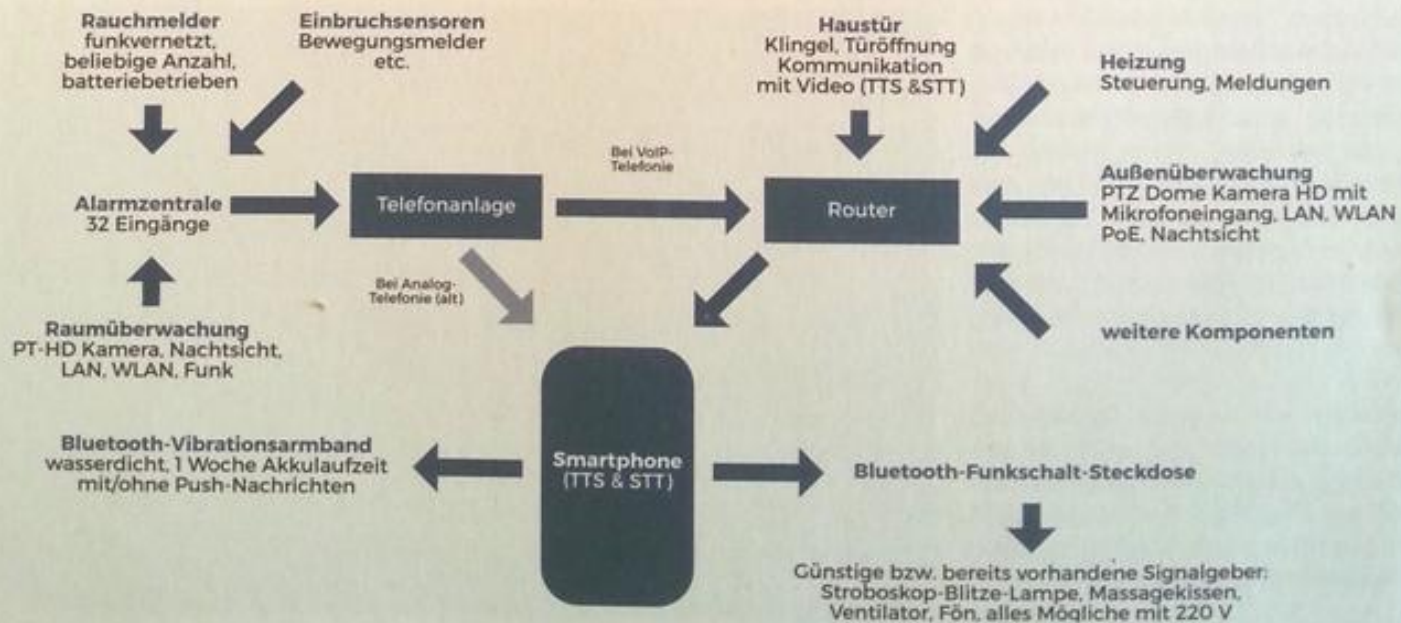 Rauchmelder
funkvernetzt,
beliebige Anzahl,
batteriebetrieben
Einbruchsensoren
Bewegungsmelder
etc.
Haustür
Klingel, Türöffnung
Kommunikation
mit Video (TTS &STT)
Heizung
Steuerung, Meldungen
Alarmzentrale
32 Eingänge
Telefonanlage
Bei VoIP-
Telefonie
Router
Außenüberwachung
PTZ Dome Kamera HD mit
Mikrofoneingang, LAN, WLAN
PoE, Nachtsicht
Bei Analog-
Telefonie (alt)
Raumüberwachung
PT-HD Kamera, Nachtsicht,
LAN, WLAN, Funk
weitere Komponenten
Bluetooth-Vibrationsarmband
wasserdicht, 1 Woche Akkulaufzeit
mit/ohne Push-Nachrichten
Smartphone
(TTS & STT)
Bluetooth-Funkschalt-Steckdose
Günstige bzw. bereits vorhandene Signalgeber:
Stroboskop-Blitze-Lampe, Massagekissen,
Ventilator, Fön, alles Mögliche mit 220 V